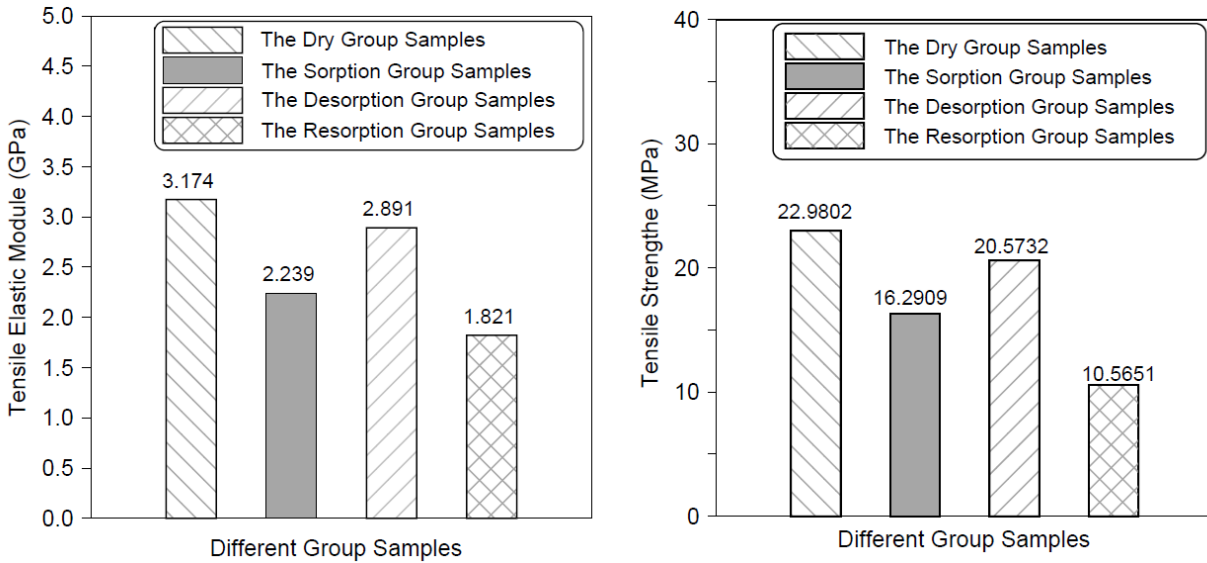 5.0
4.5
4.0
3.5
3.0
2.5
2.0
1.5
1.0
0.5
0.0
Tensile Elastic Module (GPa)
The Dry Group Samples
The Sorption Group Samples
The Desorption Group Samples
The Resorption Group Samples
3.174
2.239
2.891
1.821
Different Group Samples
40
30
20
10
0
Tensile Strengthe (MPa)
The Dry Group Samples
The Sorption Group Samples
The Desorption Group Samples
The Resorption Group Samples
22.9802
16.2909
20.5732
10.5651
Different Group Samples